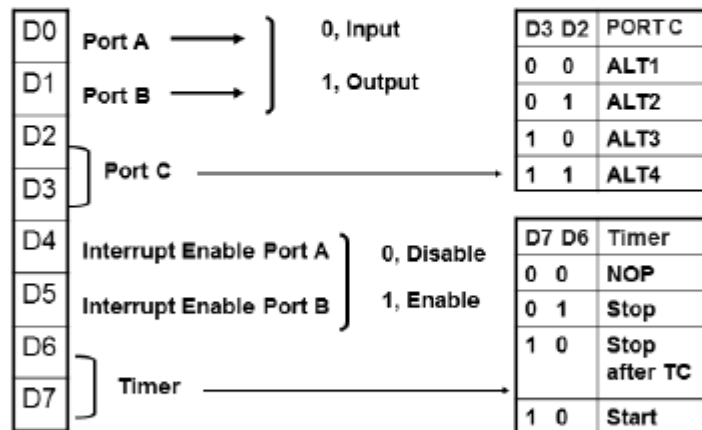 D0
D1
D2
D3
D4
D5
D6
D7
Port A
Port B
0, Input
1, Output
Port C
Interrupt Enable Port A
Interrupt Enable Port B
0, Disable
1, Enable
Timer
D3 D2 PORT C
0 0 ALT1
0 1 ALT2
1 0 ALT3
1 1 ALT4
D7 D6 Timer
0 0 NOP
0 1 Stop
1 0 Stop
after TC
1 0 Start